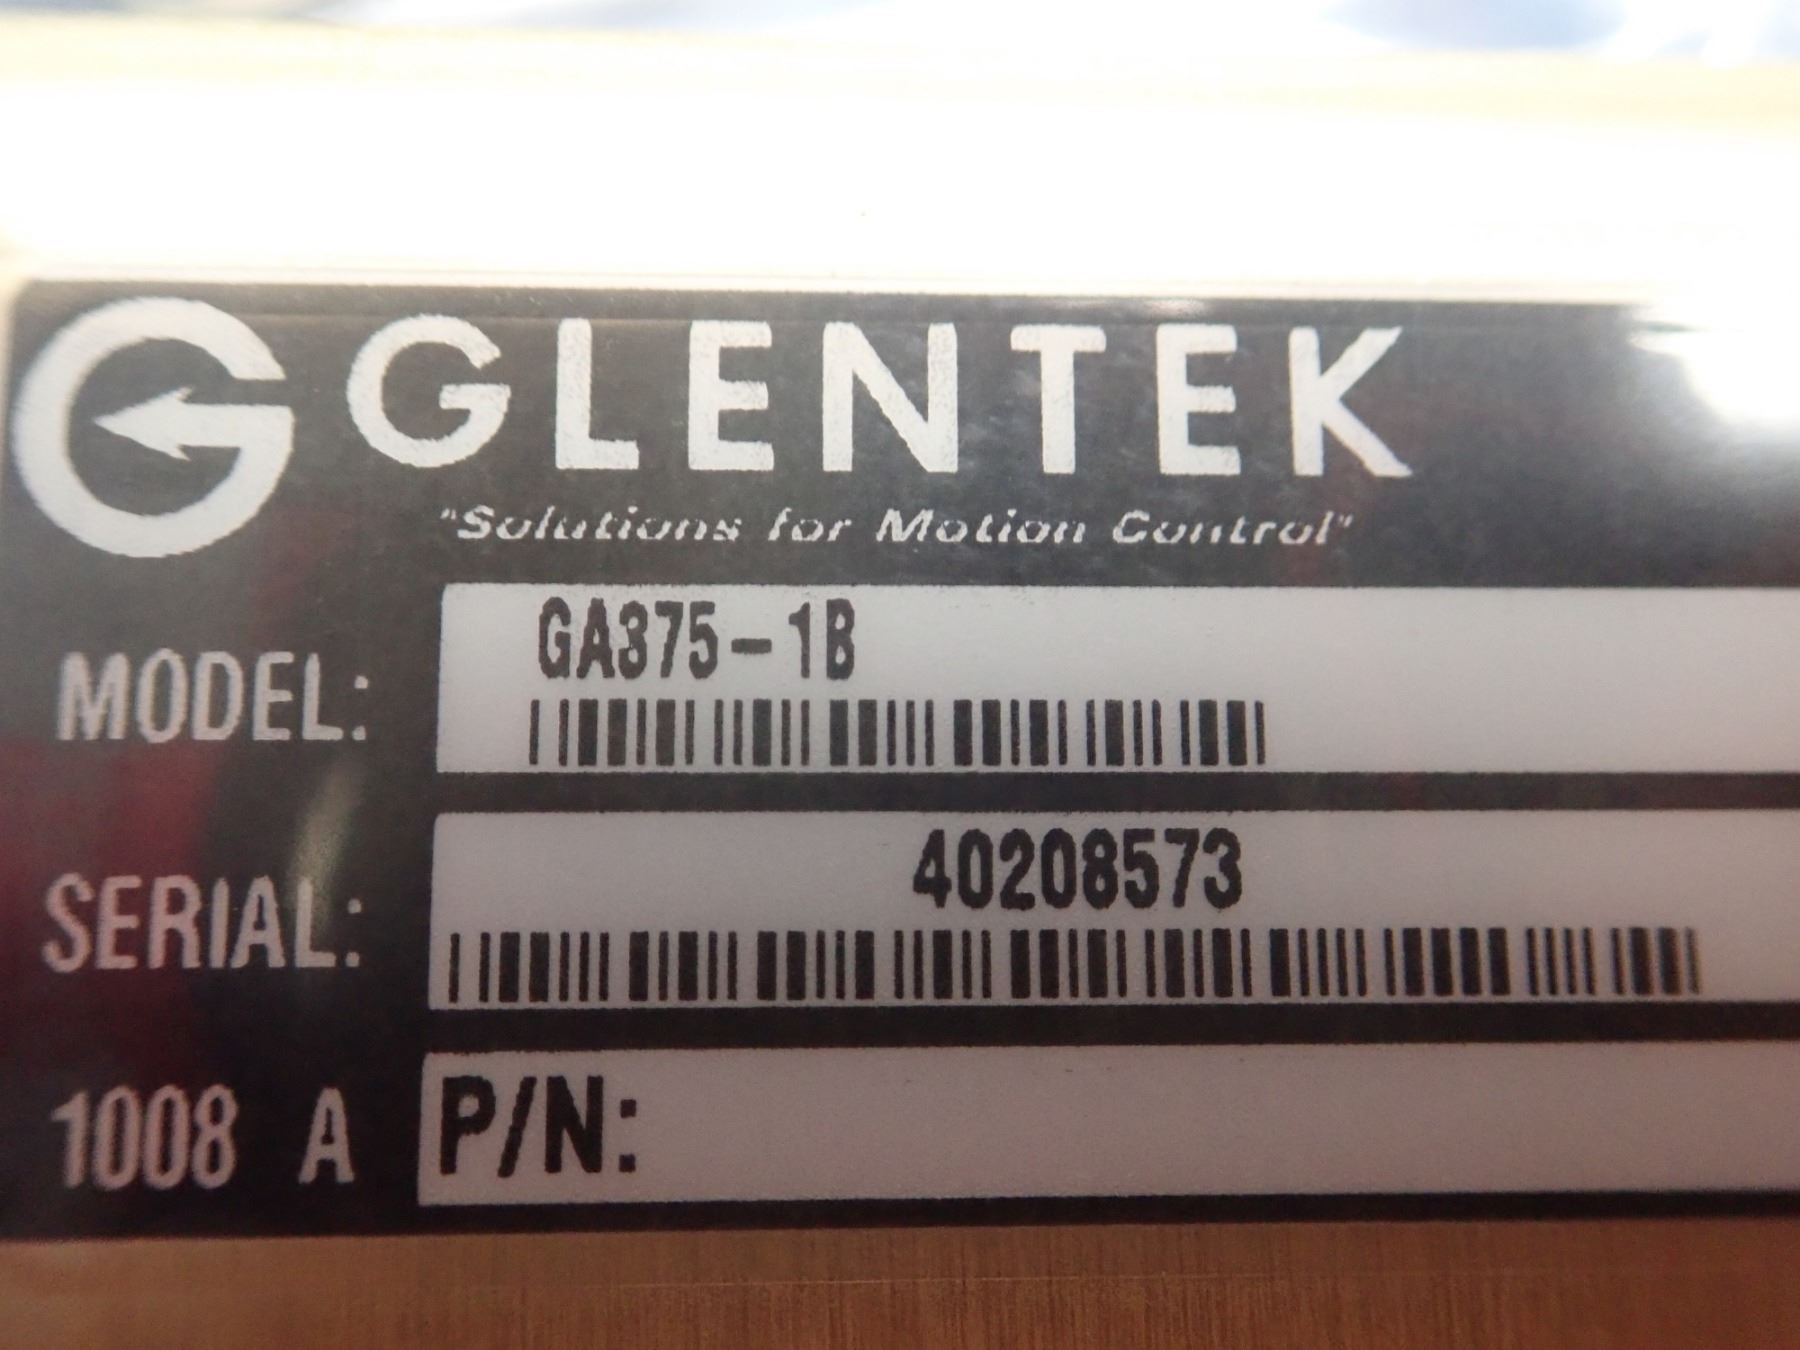 GLENTEK
"Solutions for Motion Control"
MODEL: GA375-1B
SERIAL: 40208573
1008 A P/N: